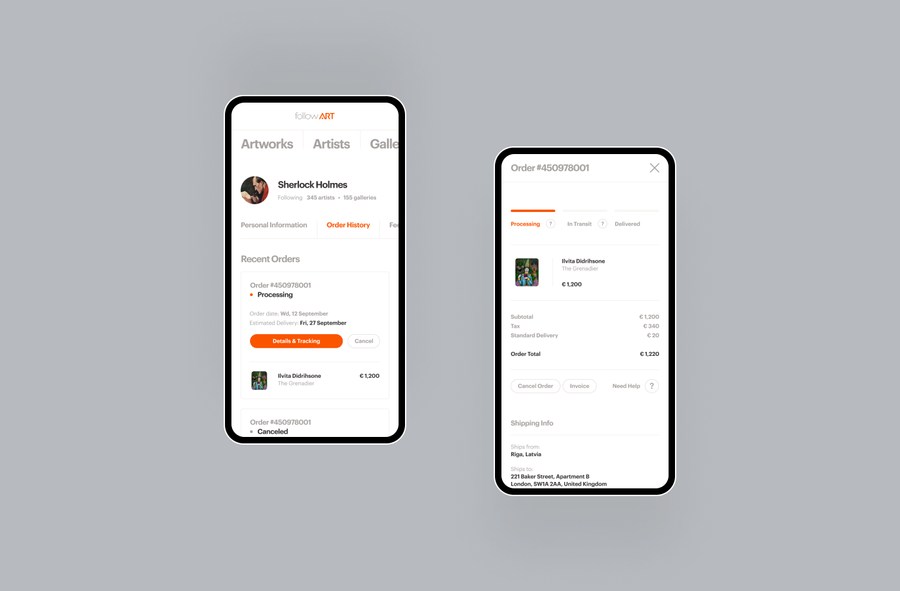 followART
Artworks Artists Galle
Sherlock Holmes
Following 345 artists • 155 galleries
Personal Information Order History Fe
Recent Orders
Order #450978001
Processing
Order date: Wd, 12 September
Estimated Delivery: Fri, 27 September
Details & Tracking Cancel
Ilvita Didrihsone € 1,200
The Grenadier
Order #450978001
Canceled
Order #450978001
Processing ? In Transit ? Delivered
Ilvita Didrihsone
The Grenadier
€ 1,200
Subtotal € 1,200
Tax € 240
Standard Delivery € 20
Order Total € 1,220
Cancel Order Invoice Need Help ?
Shipping Info
Ships from:
Riga, Latvia
Ships to:
221 Baker Street, Apartment B
London, SW1A 2AA, United Kingdom